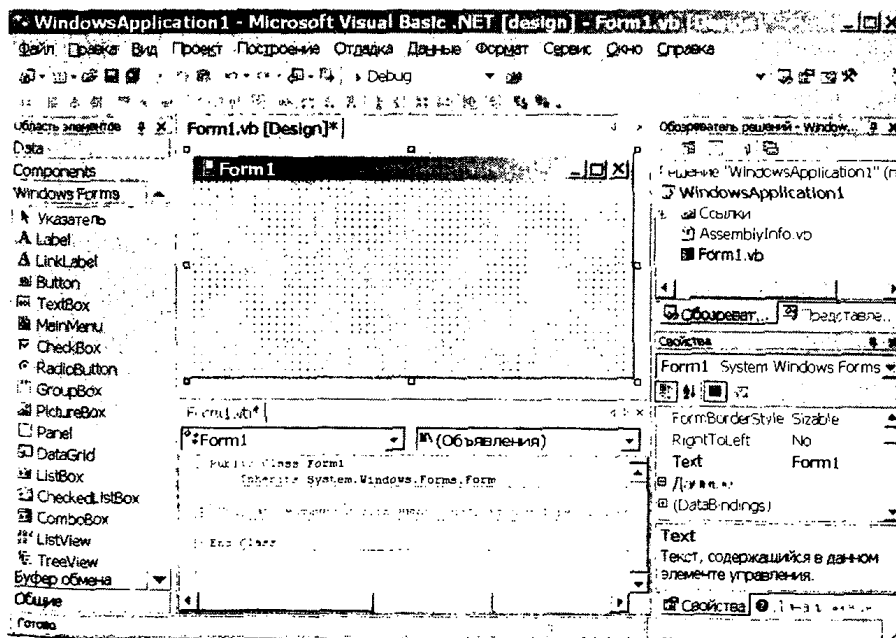 WindowsApplication1 - Microsoft Visual Basic .NET [design] - Form1.vb
Файл Правка Вид Проект Построение Отладка Данные Формат Сервис Окно Справка
Debug
Область элементов
Data
Components
Windows Forms
Указатель
Label
LinkLabel
Button
TextBox
MainMenu
CheckBox
RadioButton
GroupBox
PictureBox
Panel
DataGrid
ListBox
CheckedListBox
ComboBox
ListView
TreeView
Буфер обмена
Общие
Готово
Form1.vb [Design]*
Form1
Form1.vb*
Form1
(Объявления)
Public Class Form1
Inherits System.Windows.Forms.Form
End Class
Обозреватель решений - Window...
"WindowsApplication1"
WindowsApplication1
Ссылки
AssemblyInfo.vb
Form1.vb
Обозреват...
Представле...
Свойства
Form1 System Windows Forms
FormBorderStyle Sizable
RightToLeft No
Text Form1
(DataBindings)
Text
Текст, содержащийся в данном
элементе управления.
Свойства